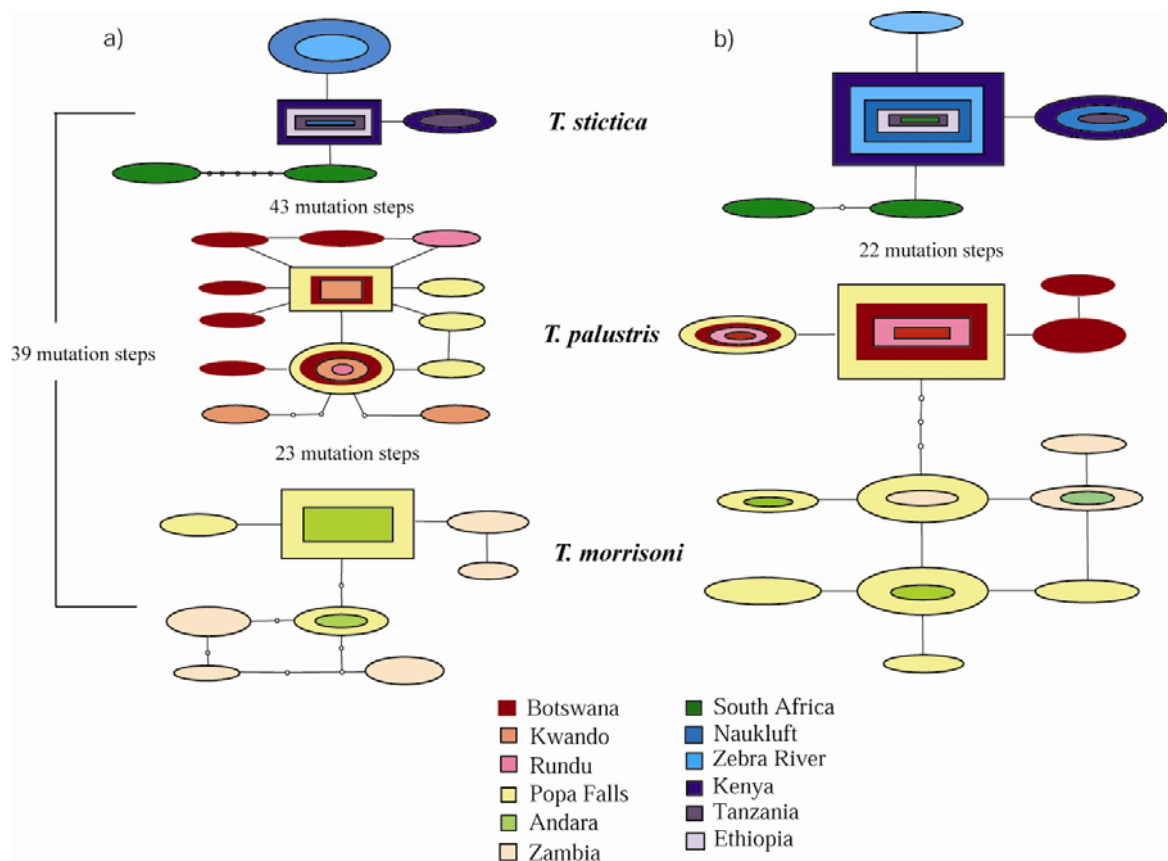 a)
b)
T. stictica
43 mutation steps
22 mutation steps
T. palustris
39 mutation steps
23 mutation steps
T. morrisoni
Botswana
Kwando
Rundu
Popa Falls
Andara
Zambia
South Africa
Naukluft
Zebra River
Kenya
Tanzania
Ethiopia